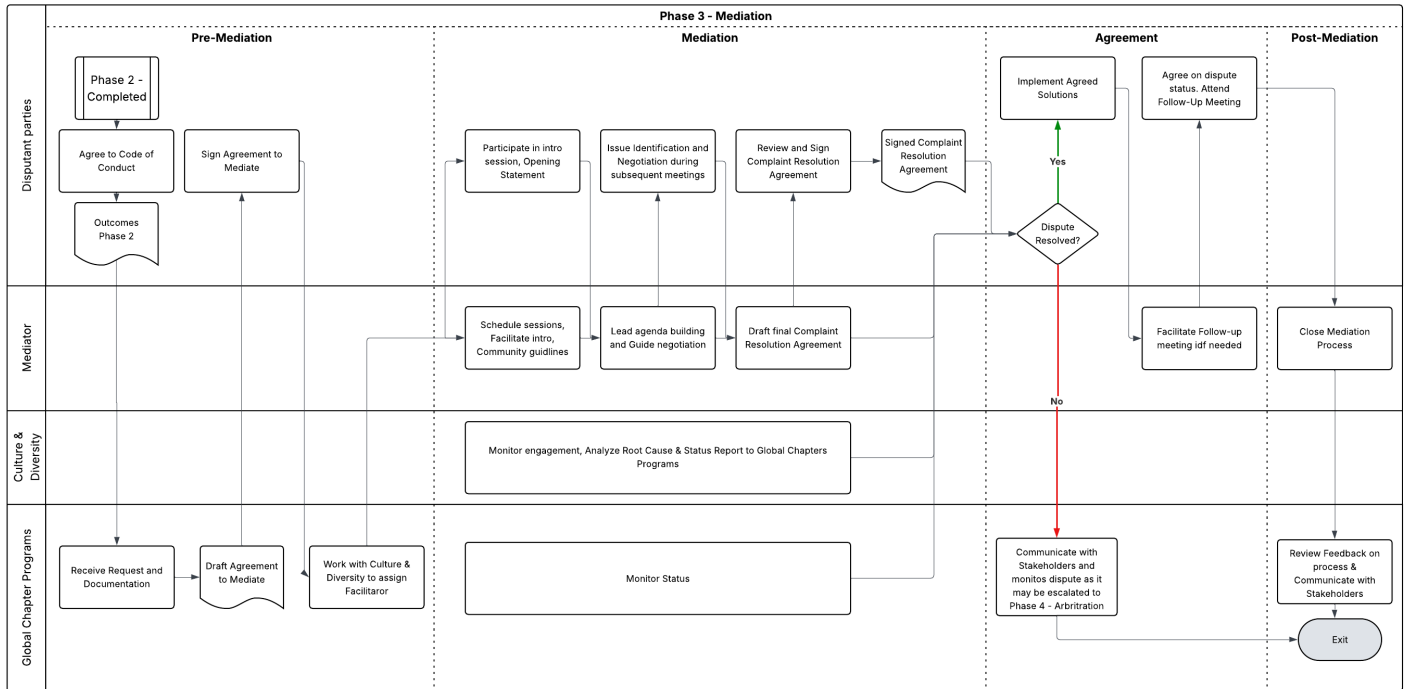 Phase 3 - Mediation
Pre-Mediation
Mediation
Agreement
Post-Mediation
Disputant parties
Phase 2 -
Completed
Agree to Code of
Conduct
Outcomes
Phase 2
Sign Agreement to
Mediate
Participate in intro
session, Opening
Statement
Issue Identification and
Negotiation during
subsequent meetings
Review and Sign
Complaint Resolution
Agreement
Signed Complaint
Resolution
Agreement
Implement Agreed
Solutions
Agree on dispute
status. Attend
Follow-Up Meeting
Yes
Dispute
Resolved?
No
Mediator
Schedule sessions,
Facilitate intro,
Community guidlines
Lead agenda building
and Guide negotiation
Draft final Complaint
Resolution Agreement
Facilitate Follow-up
meeting idf needed
Close Mediation
Process
Culture &
Diversity
Monitor engagement, Analyze Root Cause & Status Report to Global Chapters
Programs
Global Chapter Programs
Receive Request and
Documentation
Draft Agreement
to Mediate
Work with Culture &
Diversity to assign
Facilitaror
Monitor Status
Communicate with
Stakeholders and
monitos dispute as it
may be escalated to
Phase 4 - Arbritration
Review Feedback on
process &
Communicate with
Stakeholders
Exit